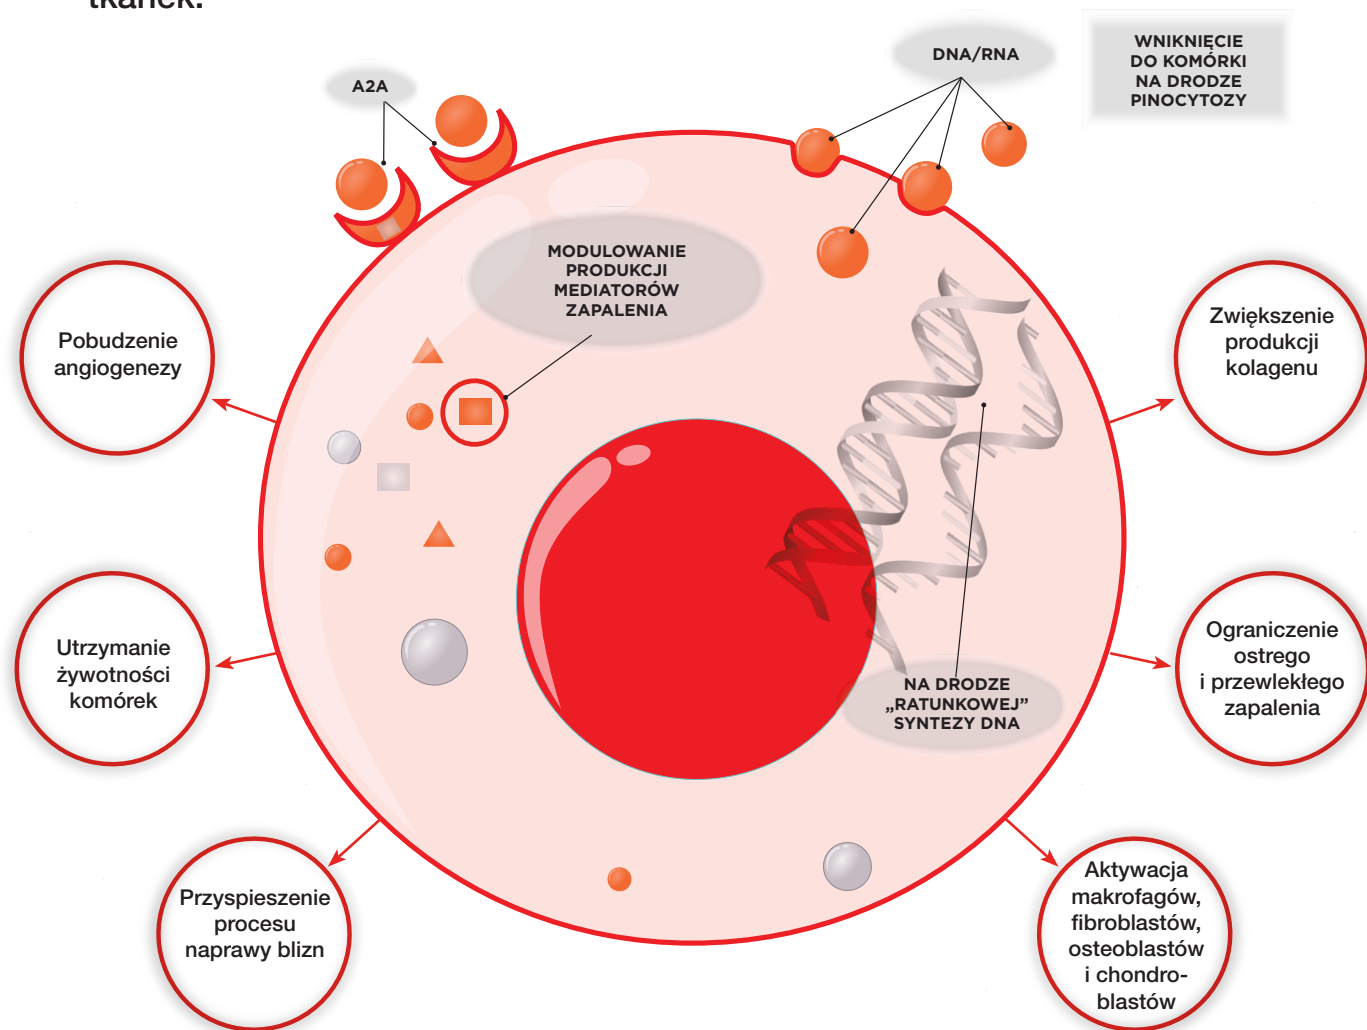 tkanek.
A2A
DNA/RNA
WNIKNIĘCIE
DO KOMÓRKI
NA DRODZE
PINOCYTOZY
MODULOWANIE
PRODUKCJI
MEDIATORÓW
ZAPALENIA
Pobudzenie
angiogenezy
Zwiększenie
produkcji
kolagenu
Utrzymanie
żywotności
komórek
Ograniczenie
ostrego
i przewlekłego
zapalenia
NA DRODZE
„RATUNKOWEJ”
SYNTEZY DNA
Przyspieszenie
procesu
naprawy blizn
Aktywacja
makrofagów,
fibroblastów,
osteoblastów
i chondro-
blastów